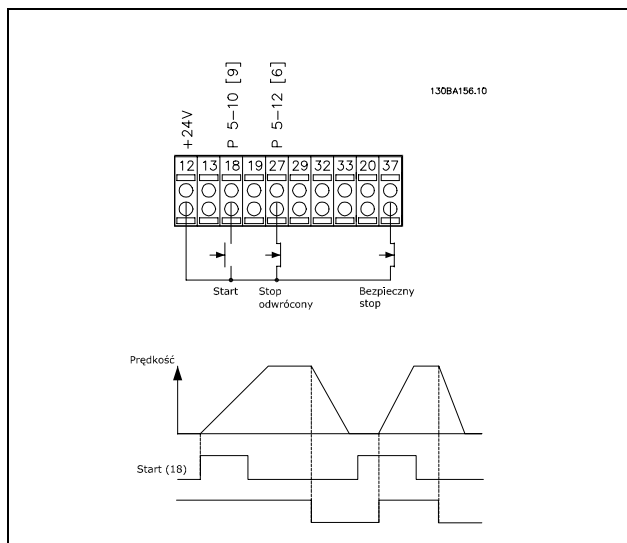 130BA156.10
+24V
P 5-10 [9]
P 5-12 [6]
12 13 18 19 27 29 32 33 20 37
Start
Stop
odwrócony
Bezpieczny
stop
Prędkość
Start (18)